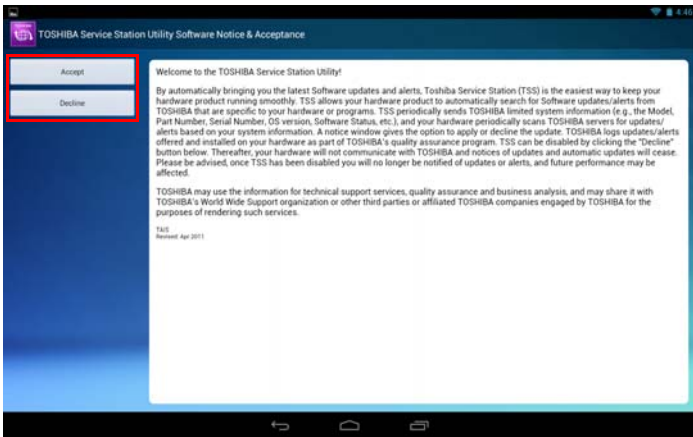 4:46
TOSHIBA Service Station Utility Software Notice & Acceptance
Accept
Decline
Welcome to the TOSHIBA Service Station Utility!
By automatically bringing you the latest Software updates and alerts, Toshiba Service Station (TSS) is the easiest way to keep your
hardware product running smoothly. TSS allows your hardware product to automatically search for Software updates/alerts from
TOSHIBA that are specific to your hardware or programs. TSS periodically sends TOSHIBA limited system information (e.g., the Model,
Part Number, Serial Number, OS version, Software Status, etc.), and your hardware periodically scans TOSHIBA servers for updates/
alerts based on your system information. A notice window gives the option to apply or decline the update. TOSHIBA logs updates/alerts
offered and installed on your hardware as part of TOSHIBA's quality assurance program. TSS can be disabled by clicking the "Decline"
button below. Thereafter, your hardware will not communicate with TOSHIBA and notices of updates and automatic updates will cease.
Please be advised, once TSS has been disabled you will no longer be notified of updates or alerts, and future performance may be
affected.
TOSHIBA may use the information for technical support services, quality assurance and business analysis, and may share it with
TOSHIBA's World Wide Support organization or other third parties or affiliated TOSHIBA companies engaged by TOSHIBA for the
purposes of rendering such services.
TAIS
Revised: Apr 2011